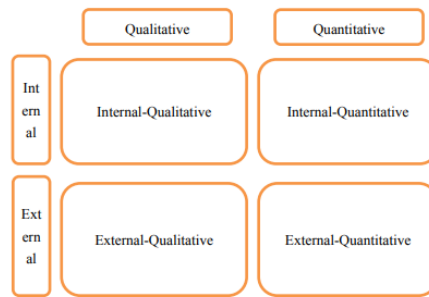 Qualitative
Quantitative
Int
ern
al
Internal-Qualitative
Internal-Quantitative
Ext
ern
al
External-Qualitative
External-Quantitative